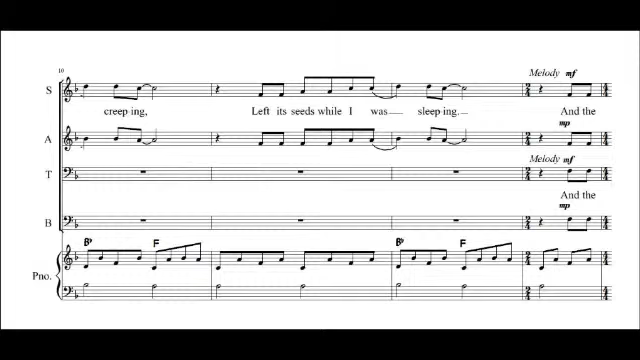 10
Melody mf
S
creep ing, Left its seeds while I was sleep ing. And the
mp
A
Melody mf
T
And the
mp
B
B♭ F B♭ F
Pno.